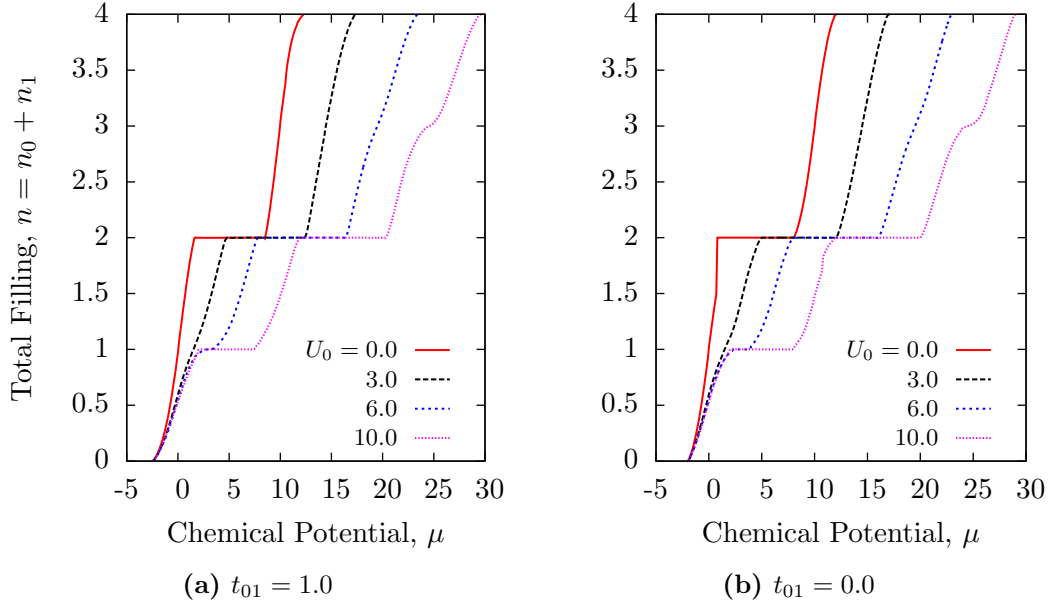 Total Filling, n = n₀ + n₁
4
3.5
3
2.5
2
1.5
1
0.5
0
-5 0 5 10 15 20 25 30
U₀ = 0.0
3.0
6.0
10.0
Chemical Potential, μ
(a) t₀₁ = 1.0
4
3.5
3
2.5
2
1.5
1
0.5
0
-5 0 5 10 15 20 25 30
U₀ = 0.0
3.0
6.0
10.0
Chemical Potential, μ
(b) t₀₁ = 0.0